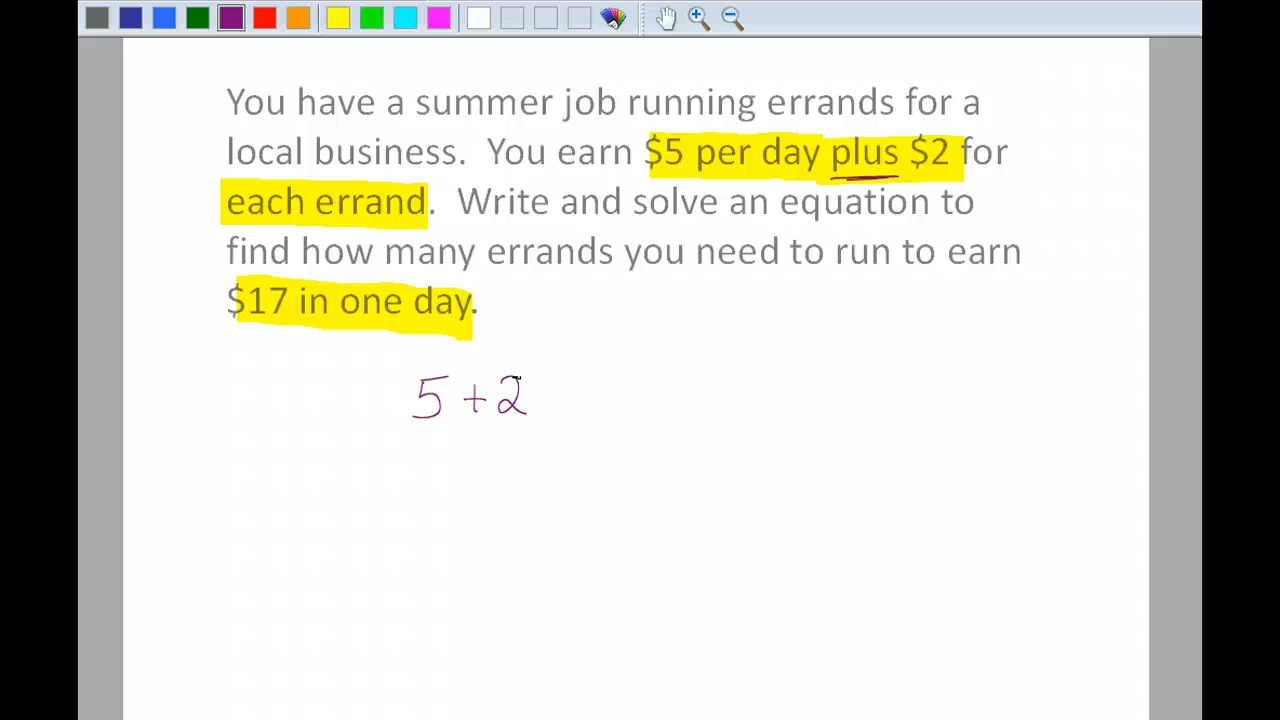 You have a summer job running errands for a
local business. You earn $5 per day plus $2 for
each errand. Write and solve an equation to
find how many errands you need to run to earn
$17 in one day.
5 + 2